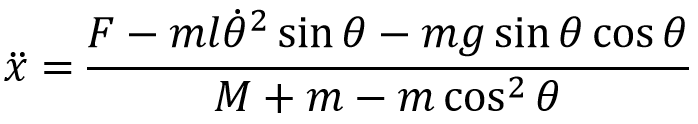 ẍ = (F − mlθ̇² sin θ − mg sin θ cos θ) / (M + m − m cos² θ)